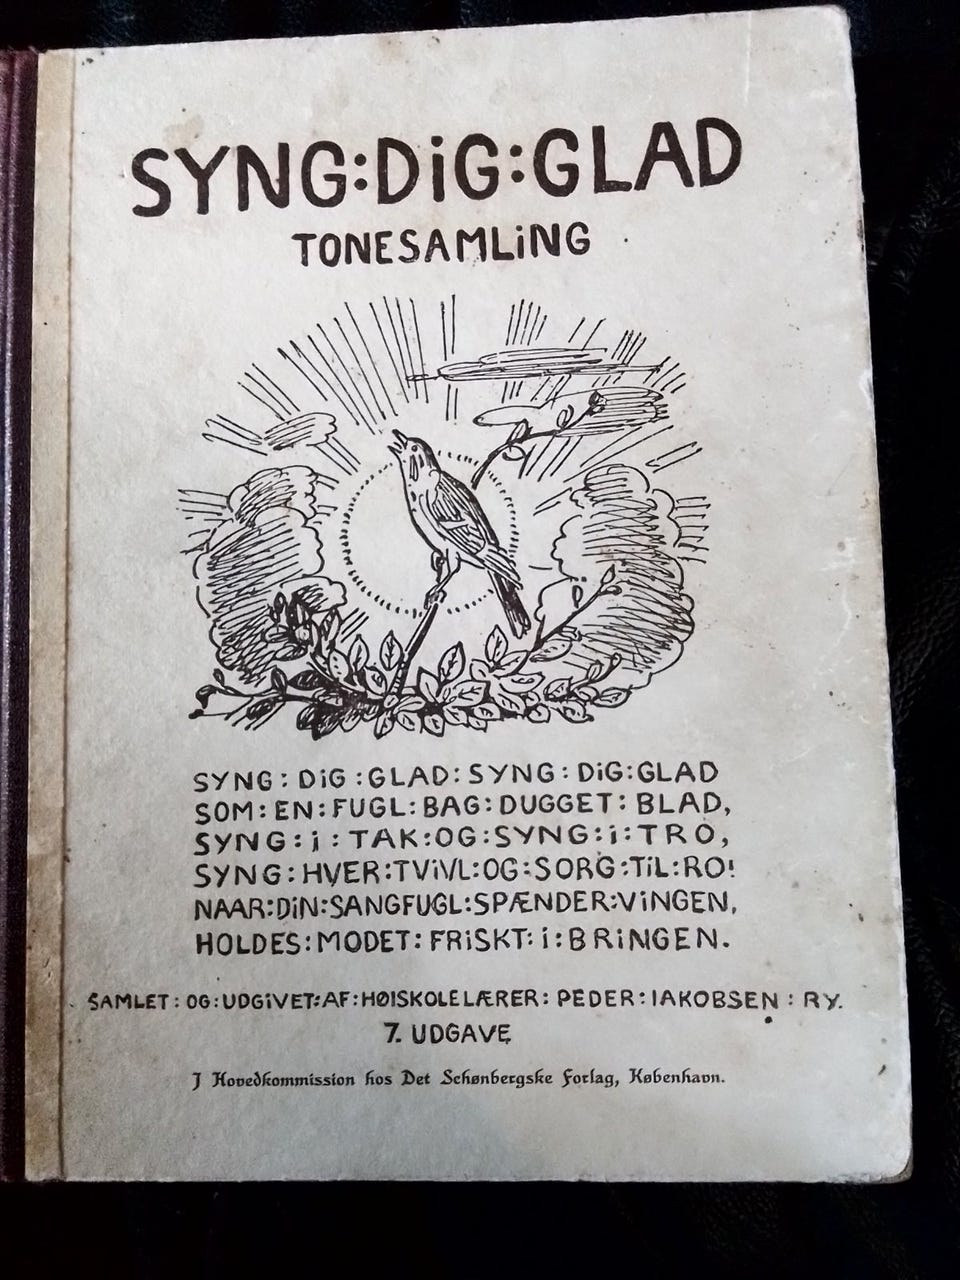 SYNG:DiG:GLAD
TONESAMLiNG
SYNG: DiG :GLAD: SYNG: DiG:GLAD
SOM: EN: FUGL: BAG: DUGGET: BLAD,
SYNG: i : TAK:OG:SYNG:i:TRO,
SYNG: HVER:TViVL:OG:SORG:TiL:RO!
NAAR:DiN:SANGFUGL:SPÆNDER:ViNGEN,
HOLDES: MODET: FRiSKT: i:BRiNGEN.
SAMLET: OG:UDGiVET:AF:HØISKOLELÆRER: PEDER: IAKOBSEN : RY.
7. UDGAVE
I Hovedkommission hos Det Schønbergske Forlag, København.